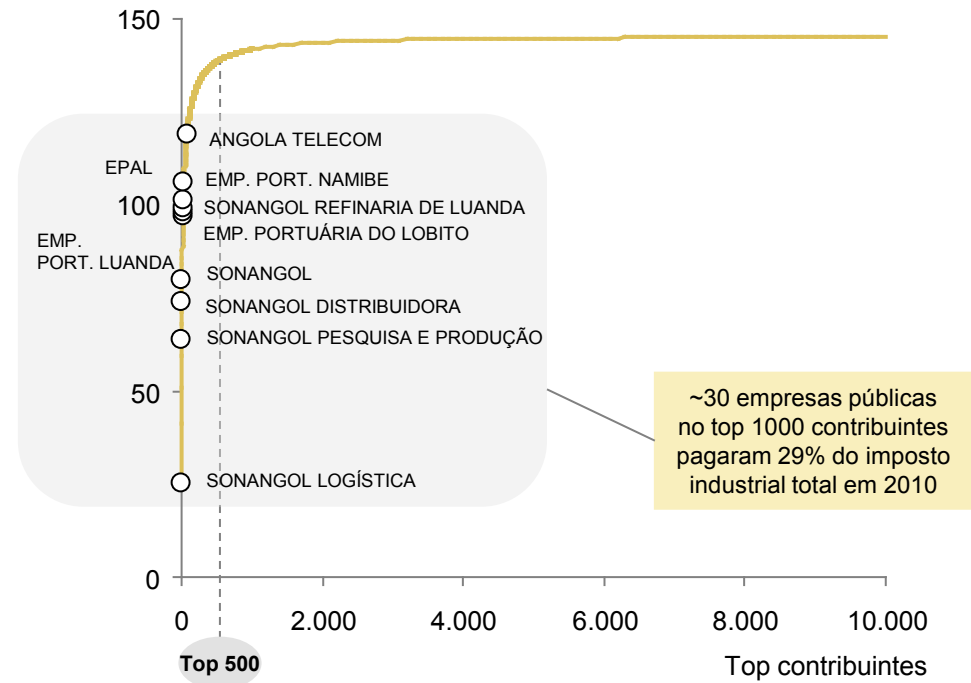 150
ANGOLA TELECOM
EPAL
EMP. PORT. NAMIBE
100
SONANGOL REFINARIA DE LUANDA
EMP. PORTUÁRIA DO LOBITO
EMP.
PORT. LUANDA
SONANGOL
SONANGOL DISTRIBUIDORA
SONANGOL PESQUISA E PRODUÇÃO
50
~30 empresas públicas
no top 1000 contribuintes
pagaram 29% do imposto
industrial total em 2010
SONANGOL LOGÍSTICA
0
0 2.000 4.000 6.000 8.000 10.000
Top 500
Top contribuintes